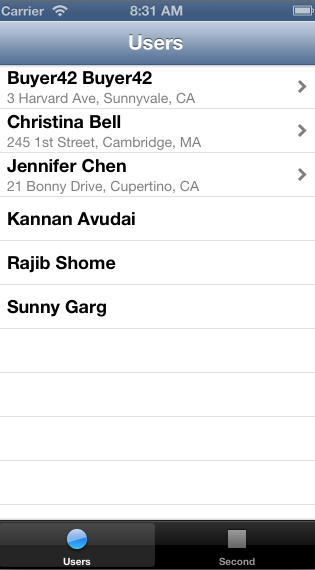 Carrier 8:31 AM
Users
Buyer42 Buyer42
3 Harvard Ave, Sunnyvale, CA
Christina Bell
245 1st Street, Cambridge, MA
Jennifer Chen
21 Bonny Drive, Cupertino, CA
Kannan Avudai
Rajib Shome
Sunny Garg
Users Second